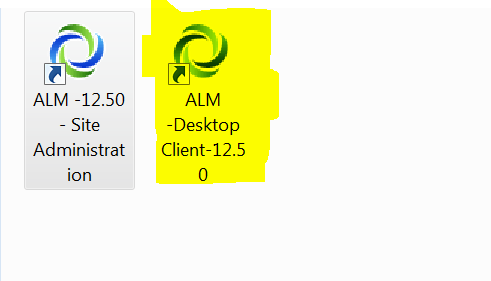 ALM -12.50
- Site
Administrat
ion
ALM
-Desktop
Client-12.5
0